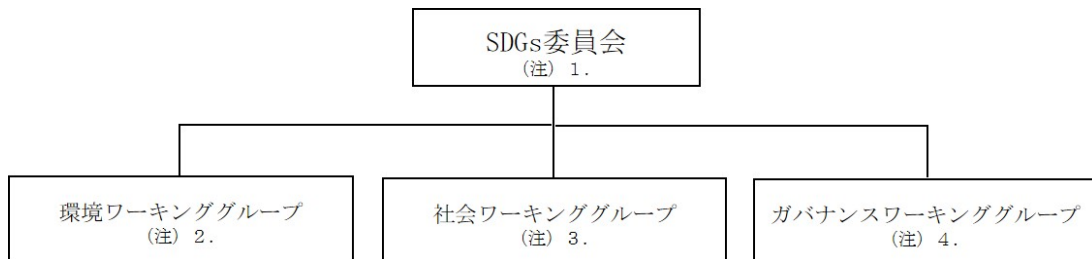 SDGs委員会
(注) 1.
環境ワーキンググループ
(注) 2.
社会ワーキンググループ
(注) 3.
ガバナンスワーキンググループ
(注) 4.